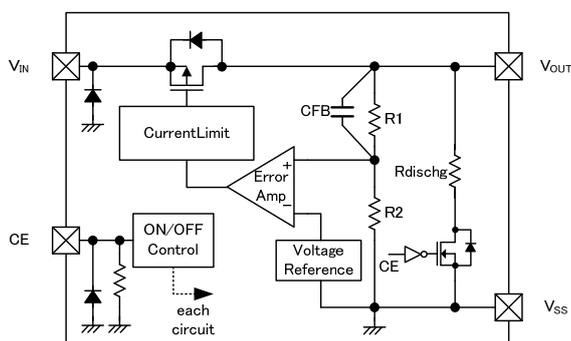 VIN
VOUT
CurrentLimit
CFB
R1
+
Error
Amp
−
Rdischg
R2
CE
ON/OFF
Control
Voltage
Reference
CE
each
circuit
VSS